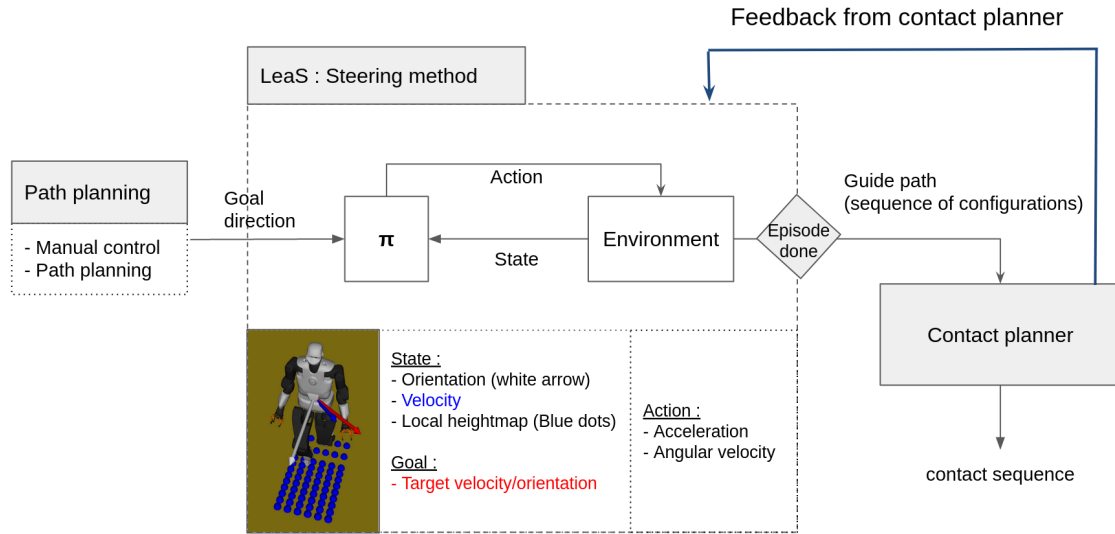 Feedback from contact planner
LeaS : Steering method
Path planning
- Manual control
- Path planning
Goal
direction
Action
π
State
Environment
Episode
done
Guide path
(sequence of configurations)
Contact planner
contact sequence
State :
- Orientation (white arrow)
- Velocity
- Local heightmap (Blue dots)
Goal :
- Target velocity/orientation
Action :
- Acceleration
- Angular velocity